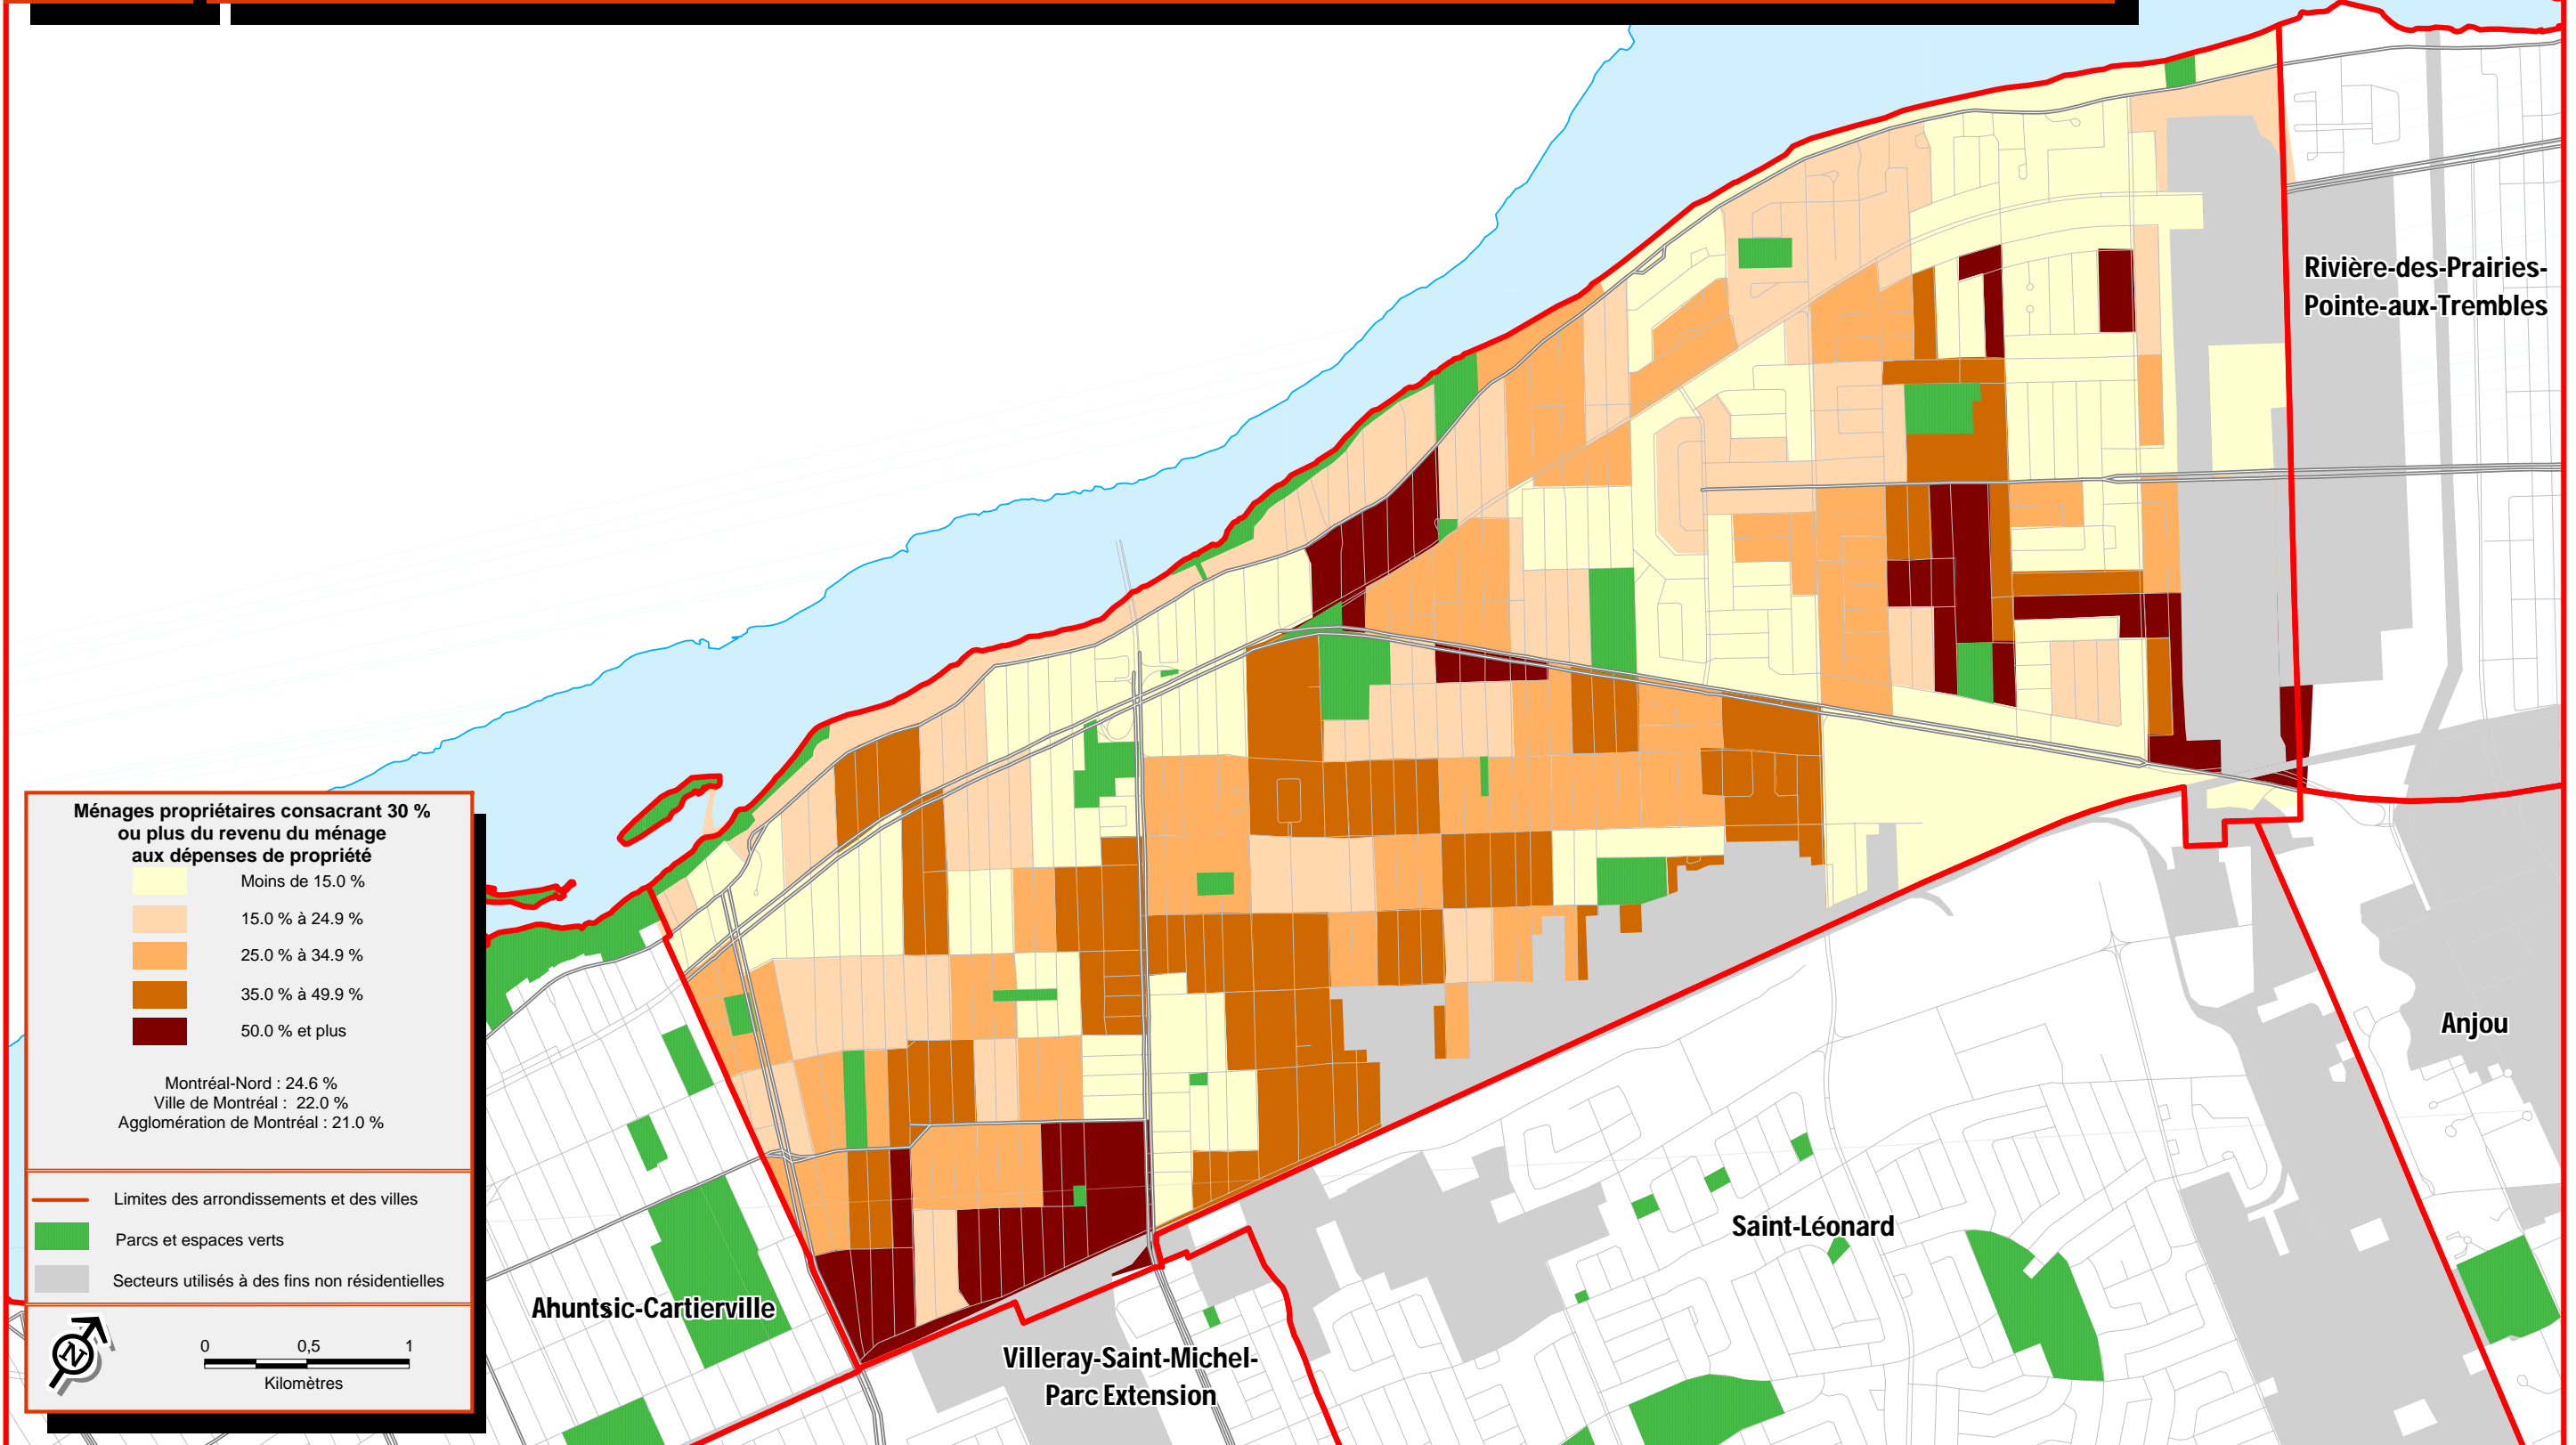 Rivière-des-Prairies-
Pointe-aux-Trembles
Ménages propriétaires consacrant 30 %
ou plus du revenu du ménage
aux dépenses de propriété
Moins de 15.0 %
15.0 % à 24.9 %
25.0 % à 34.9 %
35.0 % à 49.9 %
50.0 % et plus
Montréal-Nord : 24.6 %
Ville de Montréal : 22.0 %
Agglomération de Montréal : 21.0 %
Limites des arrondissements et des villes
Parcs et espaces verts
Secteurs utilisés à des fins non résidentielles
N
0 0,5 1
Kilomètres
Anjou
Saint-Léonard
Ahuntsic-Cartierville
Villeray-Saint-Michel-
Parc Extension